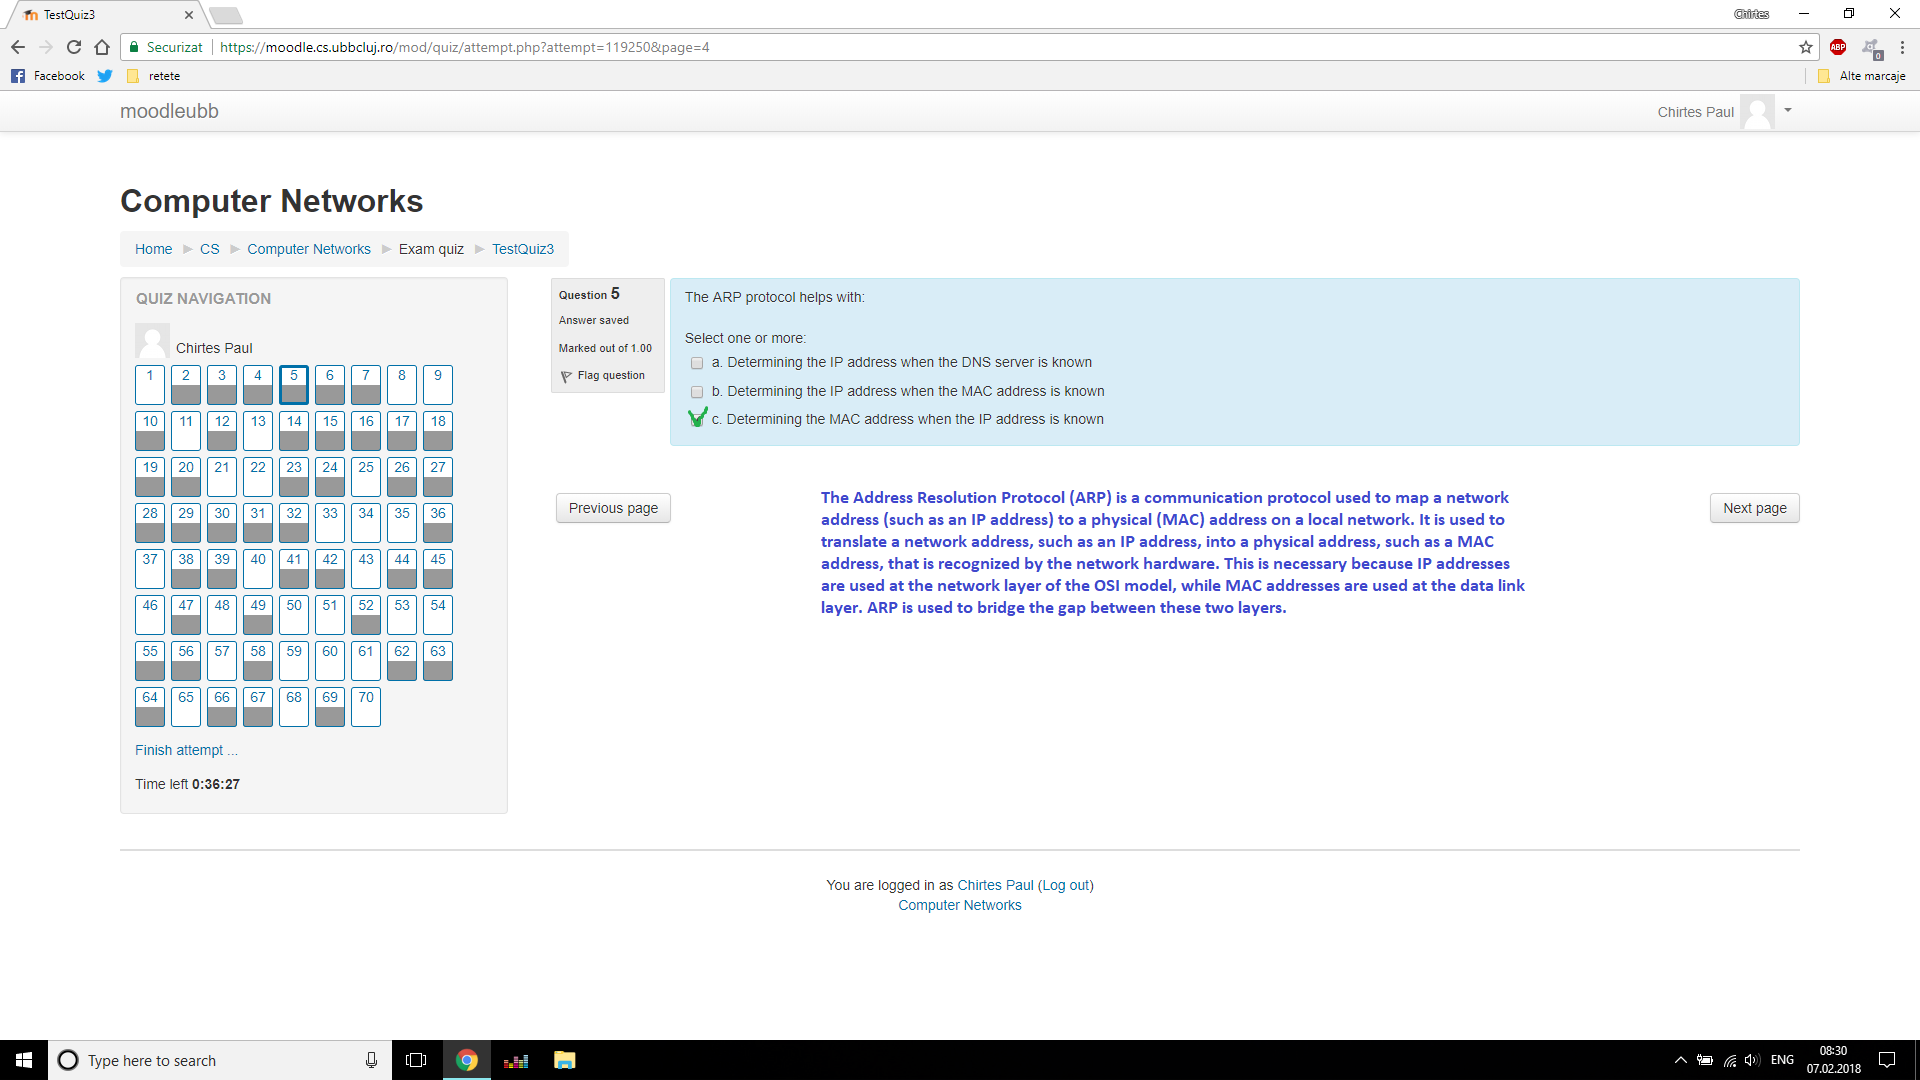 TestQuiz3
Chirtes
Securizat
https://moodle.cs.ubbcluj.ro/mod/quiz/attempt.php?attempt=119250&page=4
ABP
0
Facebook
retete
Alte marcaje
moodleubb
Chirtes Paul
Computer Networks
Home ► CS ► Computer Networks ► Exam quiz ► TestQuiz3
QUIZ NAVIGATION
Chirtes Paul
1 2 3 4 5 6 7 8 9
10 11 12 13 14 15 16 17 18
19 20 21 22 23 24 25 26 27
28 29 30 31 32 33 34 35 36
37 38 39 40 41 42 43 44 45
46 47 48 49 50 51 52 53 54
55 56 57 58 59 60 61 62 63
64 65 66 67 68 69 70
Finish attempt ...
Time left 0:36:27
Question 5
Answer saved
Marked out of 1.00
Flag question
The ARP protocol helps with:
Select one or more:
a. Determining the IP address when the DNS server is known
b. Determining the IP address when the MAC address is known
c. Determining the MAC address when the IP address is known
Previous page
Next page
The Address Resolution Protocol (ARP) is a communication protocol used to map a network
address (such as an IP address) to a physical (MAC) address on a local network. It is used to
translate a network address, such as an IP address, into a physical address, such as a MAC
address, that is recognized by the network hardware. This is necessary because IP addresses
are used at the network layer of the OSI model, while MAC addresses are used at the data link
layer. ARP is used to bridge the gap between these two layers.
You are logged in as Chirtes Paul (Log out)
Computer Networks
Type here to search
ENG
08:30
07.02.2018